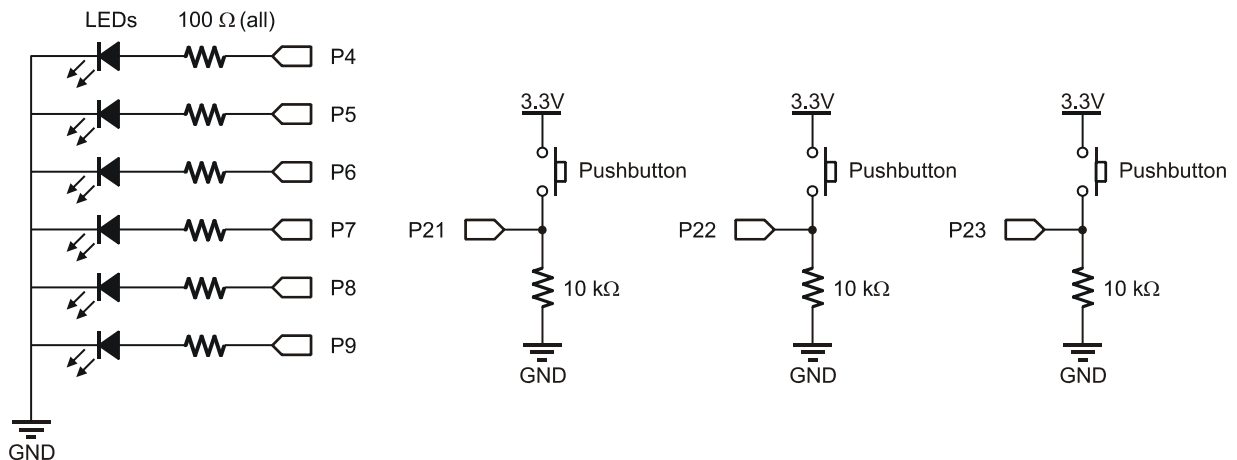 LEDs 100 Ω (all)
P4
P5
P6
P7
P8
P9
GND
3.3V
Pushbutton
P21
10 kΩ
GND
3.3V
Pushbutton
P22
10 kΩ
GND
3.3V
Pushbutton
P23
10 kΩ
GND